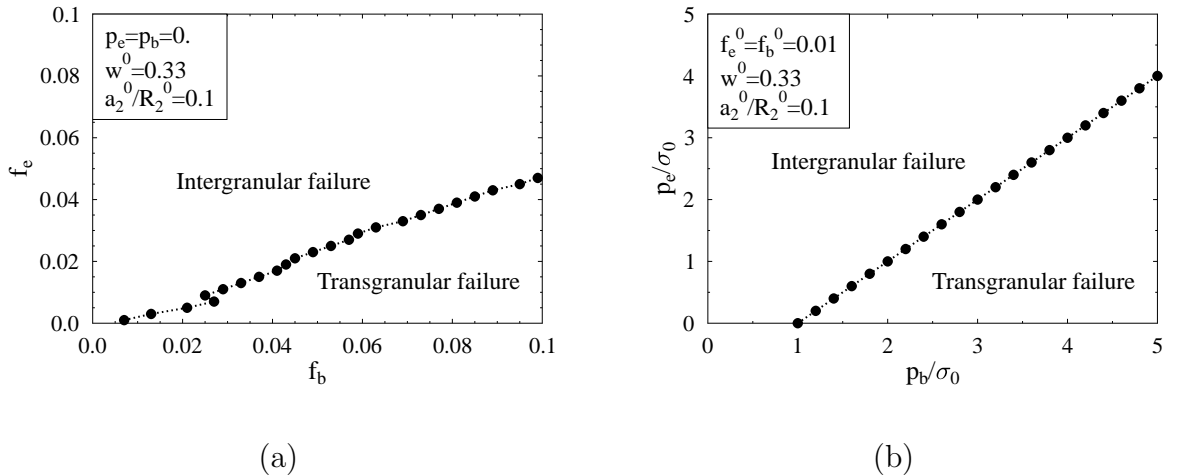 0.1
0.08
0.06
0.04
0.02
0.0
f_e
p_e=p_b=0.
w^0=0.33
a_2^0/R_2^0=0.1
Intergranular failure
Transgranular failure
0.0 0.02 0.04 0.06 0.08 0.1
f_b
(a)
5
4
3
2
1
0
p_e/σ_0
f_e^0=f_b^0=0.01
w^0=0.33
a_2^0/R_2^0=0.1
Intergranular failure
Transgranular failure
0 1 2 3 4 5
p_b/σ_0
(b)